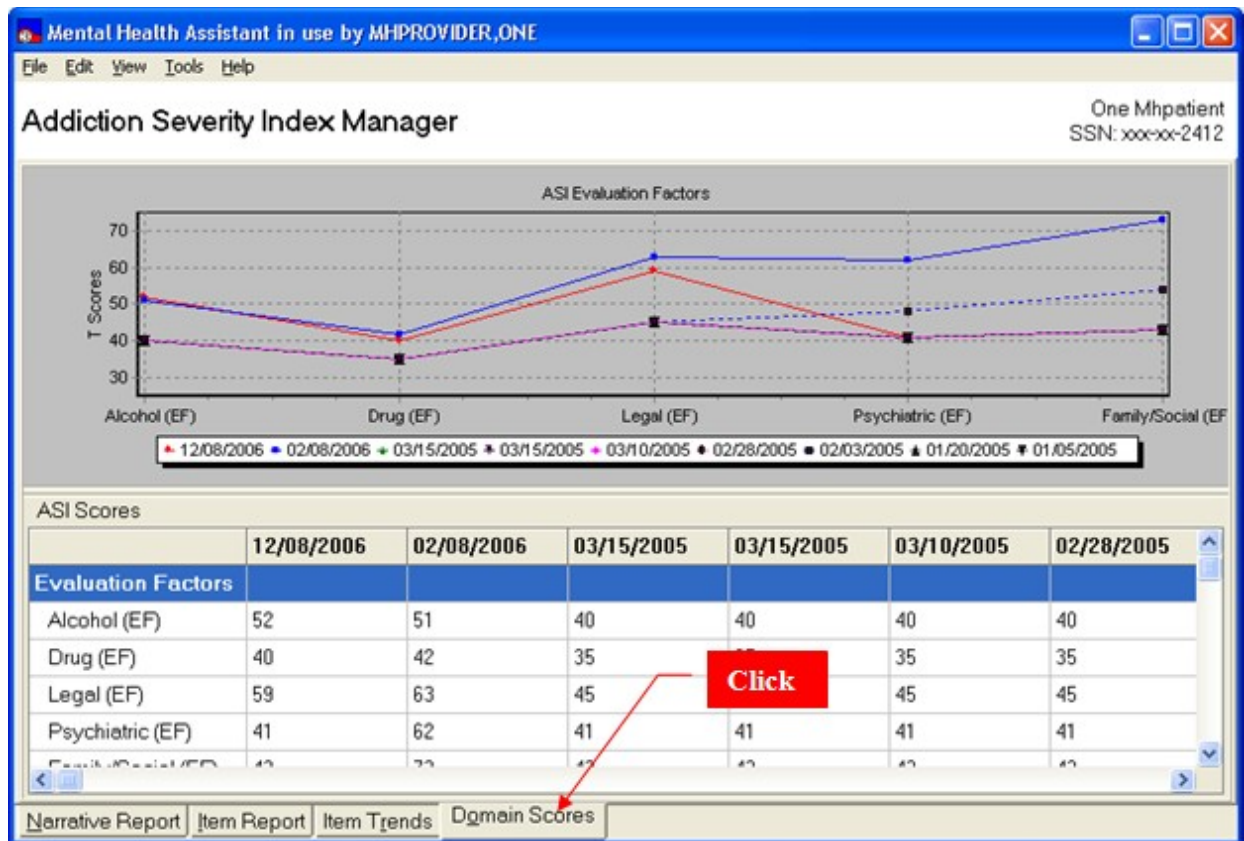 Mental Health Assistant in use by MHPROVIDER,ONE
File Edit View Tools Help
Addiction Severity Index Manager
One Mhpatient
SSN: xxx-xx-2412
ASI Evaluation Factors
T Scores
70
60
50
40
30
Alcohol (EF) Drug (EF) Legal (EF) Psychiatric (EF) Family/Social (EF
12/08/2006 02/08/2006 03/15/2005 03/15/2005 03/10/2005 02/28/2005 02/03/2005 01/20/2005 01/05/2005
ASI Scores
12/08/2006 02/08/2006 03/15/2005 03/15/2005 03/10/2005 02/28/2005
Evaluation Factors
Alcohol (EF) 52 51 40 40 40 40
Drug (EF) 40 42 35 35 35
Legal (EF) 59 63 45 45 45
Click
Psychiatric (EF) 41 62 41 41 41 41
Narrative Report Item Report Item Trends Domain Scores